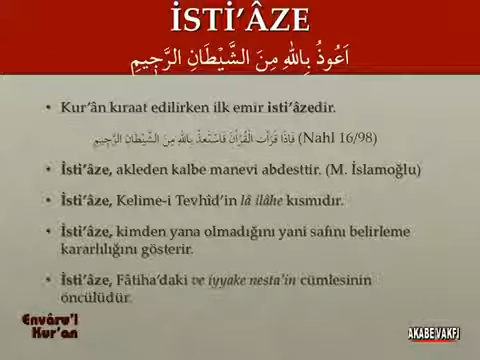 İSTİ'ÂZE
اَعُوذُ بِاللهِ مِنَ الشَّيْطَانِ الرَّجِيمِ
• Kur'ân kıraat edilirken ilk emir isti'âzedir.
فَاِذَا قَرَأْتَ الْقُرْاٰنَ فَاسْتَعِذْ بِاللهِ مِنَ الشَّيْطَانِ الرَّجِيمِ (Nahl 16/98)
• İsti'âze, akleden kalbe manevi abdesttir. (M. İslamoğlu)
• İsti'âze, Kelime-i Tevhîd'in lâ ilâhe kısmıdır.
• İsti'âze, kimden yana olmadığını yani safını belirleme
kararlılığını gösterir.
• İsti'âze, Fâtiha'daki ve iyyake nesta'in cümlesinin
öncülüdür.
Envâru'l
Kur'an
AKABE VAKFI